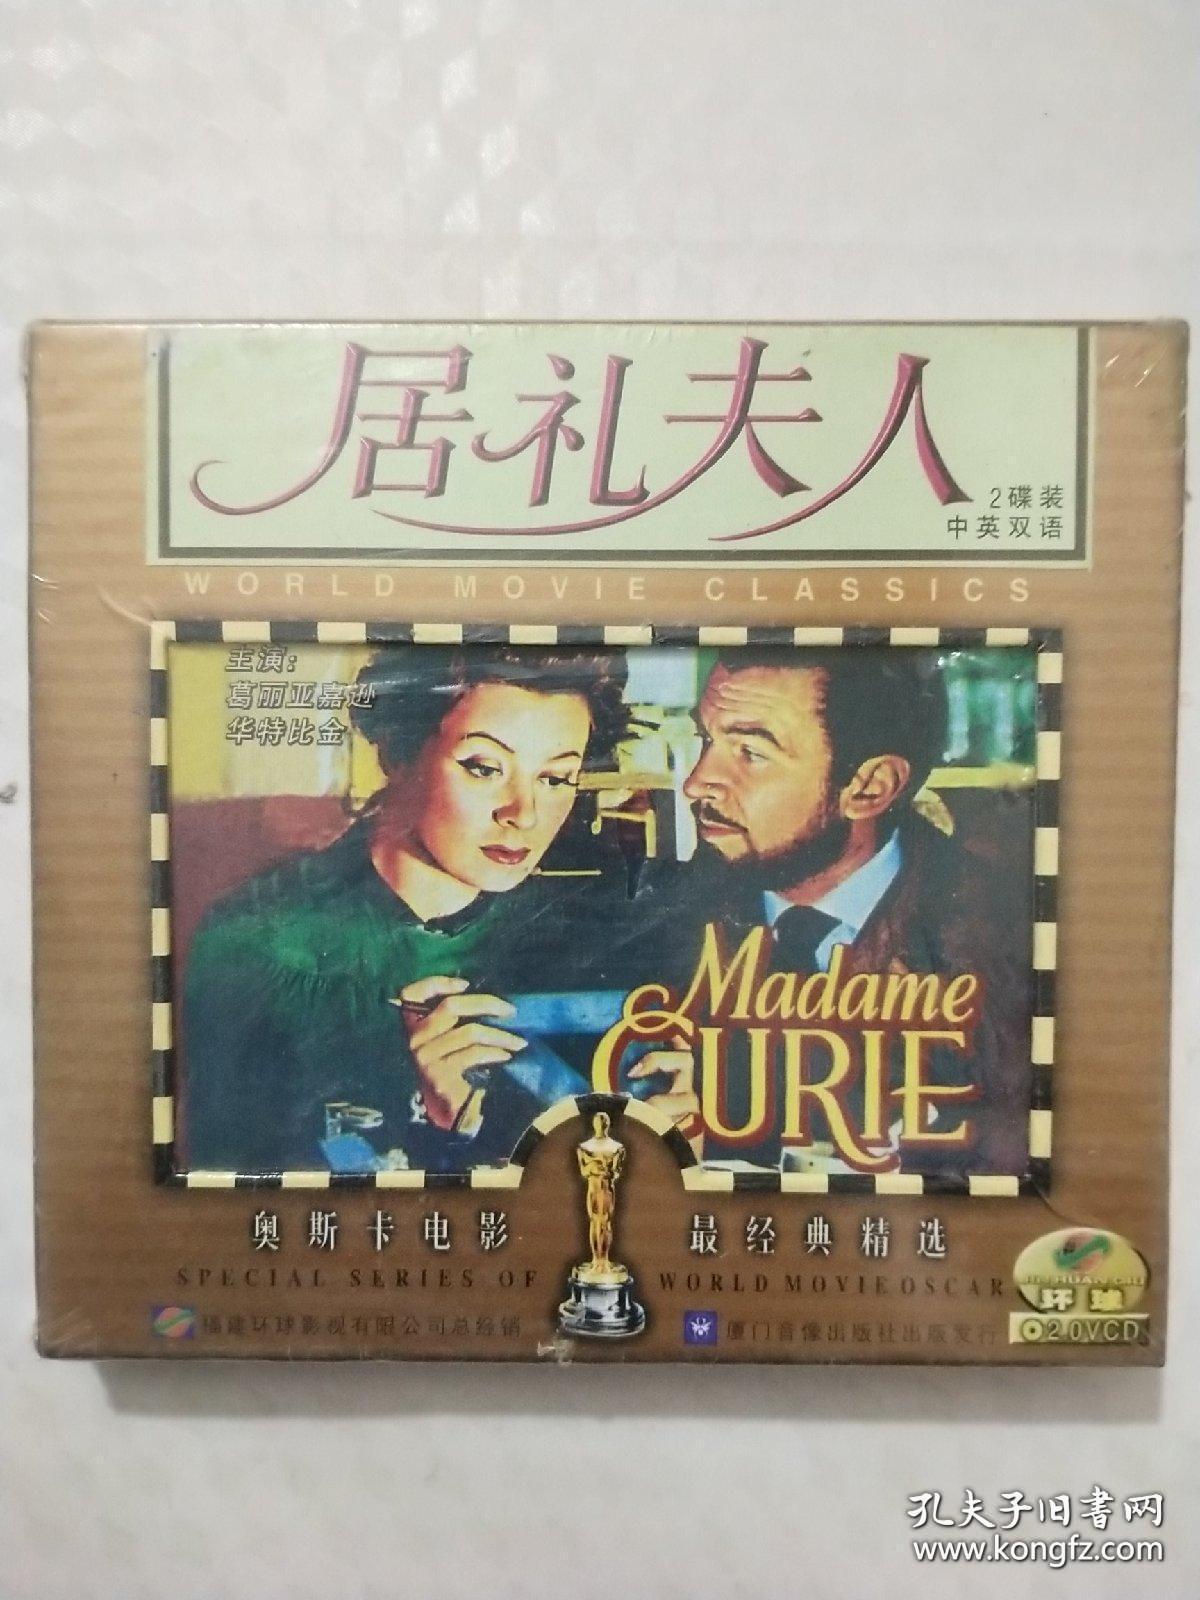 居礼夫人
2碟装
中英双语
WORLD MOVIE CLASSICS
主演:
葛丽亚嘉逊
华特比金
Madame
CURIE
奥斯卡电影 最经典精选
SPECIAL SERIES OF WORLD MOVIE OSCAR
福建环球影视有限公司总经销 厦门音像出版社出版发行
环球
2.0VCD
孔夫子旧书网
www.kongfz.com